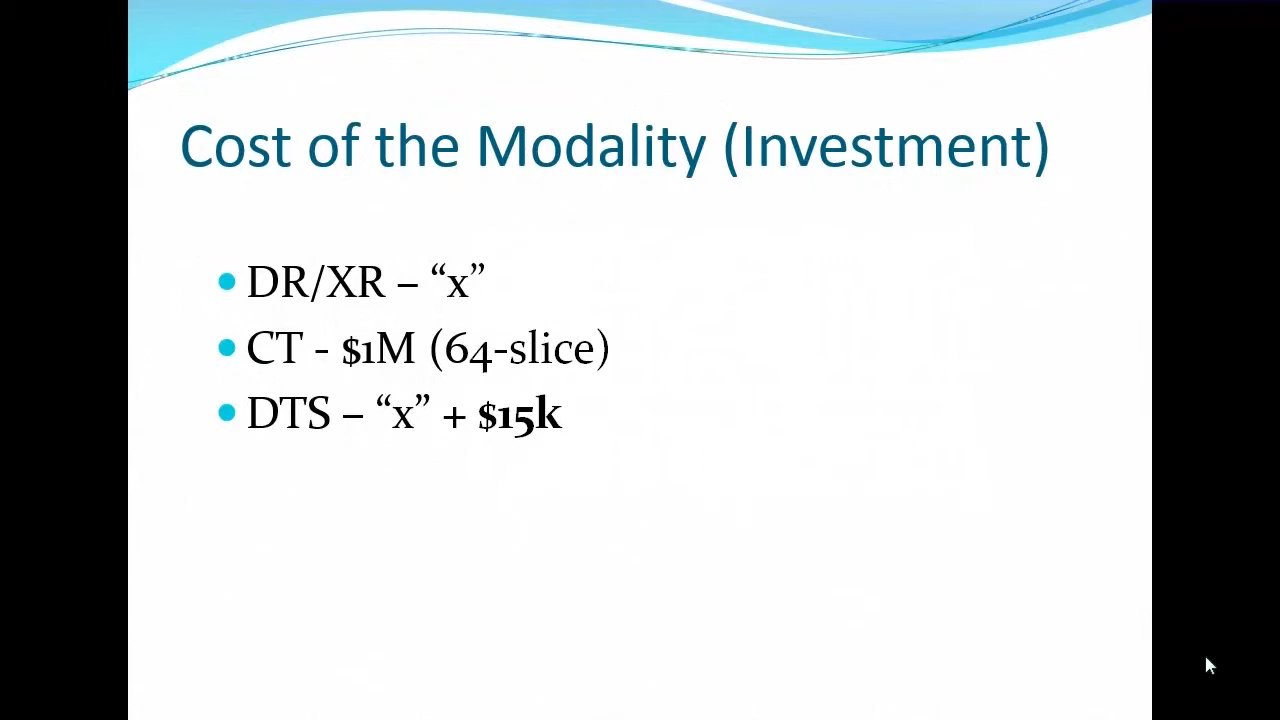 Cost of the Modality (Investment)
• DR/XR – “x”
• CT - $1M (64-slice)
• DTS – “x” + $15k